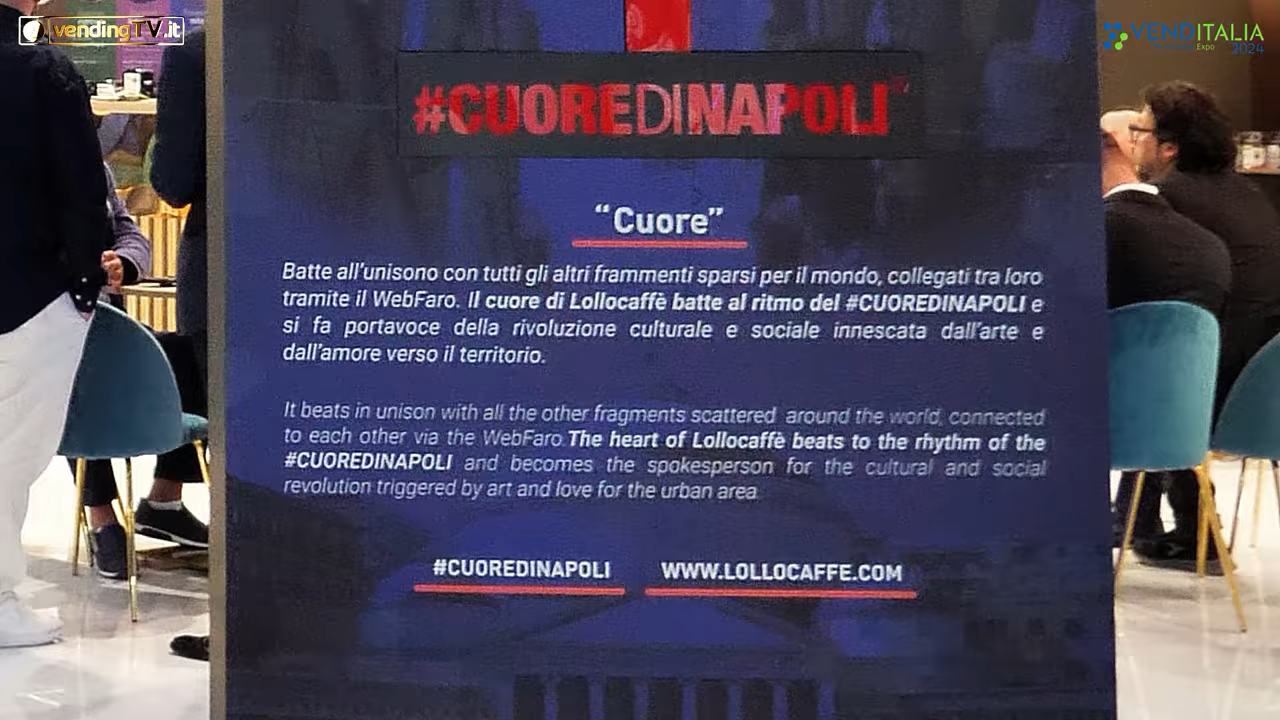 vendingTV.it
VENDITALIA
Expo
2024
#CUOREDINAPOLI
“Cuore”
Batte all'unisono con tutti gli altri frammenti sparsi per il mondo, collegati tra loro
tramite il WebFaro. Il cuore di Lollocaffè batte al ritmo del #CUOREDINAPOLI e
si fa portavoce della rivoluzione culturale e sociale innescata dall'arte e
dall'amore verso il territorio.
It beats in unison with all the other fragments scattered around the world, connected
to each other via the WebFaro.The heart of Lollocaffè beats to the rhythm of the
#CUOREDINAPOLI and becomes the spokesperson for the cultural and social
revolution triggered by art and love for the urban area.
#CUOREDINAPOLI WWW.LOLLOCAFFE.COM